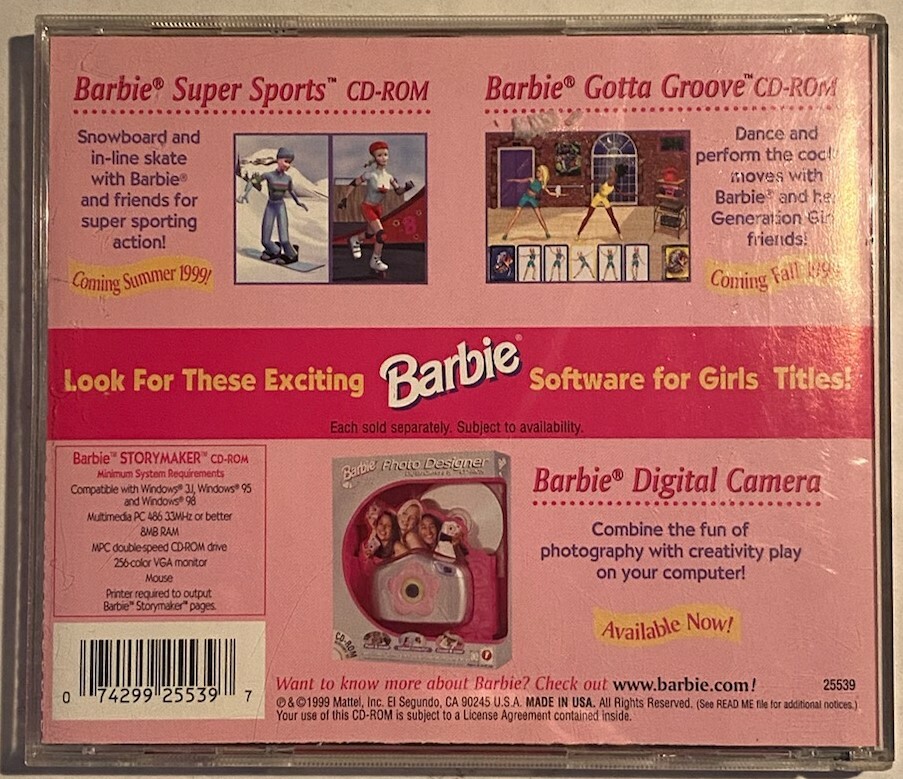 Barbie® Super Sports™ CD-ROM
Snowboard and
in-line skate
with Barbie®
and friends for
super sporting
action!
Coming Summer 1999!
Barbie® Gotta Groove™ CD-ROM
Dance and
perform the cool
moves with
Barbie® and her
Generation Girl
friends!
Coming Fall 1999
Look For These Exciting Barbie® Software for Girls Titles!
Each sold separately. Subject to availability.
Barbie™ STORYMAKER™ CD-ROM
Minimum System Requirements
Compatible with Windows® 3.1, Windows® 95
and Windows® 98
Multimedia PC 486 33MHz or better
8MB RAM
MPC double-speed CD-ROM drive
256-color VGA monitor
Mouse
Printer required to output
Barbie™ Storymaker™ pages.
Barbie Photo Designer
CD-ROM
Barbie® Digital Camera
Combine the fun of
photography with creativity play
on your computer!
Available Now!
0 74299 25539 7
Want to know more about Barbie? Check out www.barbie.com!
25539
℗ & ©1999 Mattel, Inc. El Segundo, CA 90245 U.S.A. MADE IN USA. All Rights Reserved. (See READ ME file for additional notices.)
Your use of this CD-ROM is subject to a License Agreement contained inside.